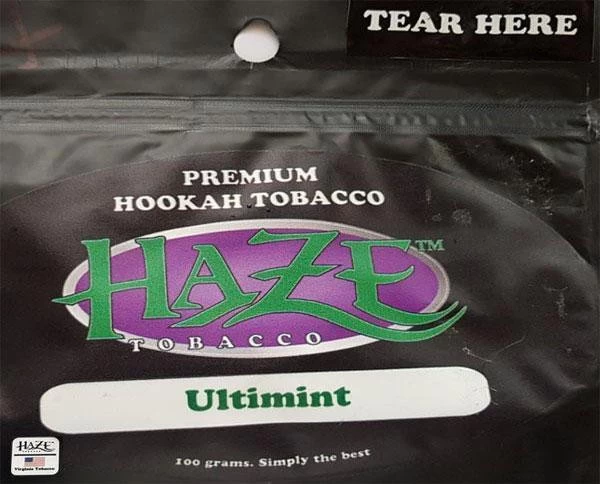 TEAR HERE
PREMIUM
HOOKAH TOBACCO
HAZE™
TOBACCO
Ultimint
100 grams. Simply the best
HAZE
Virginia Tobacco